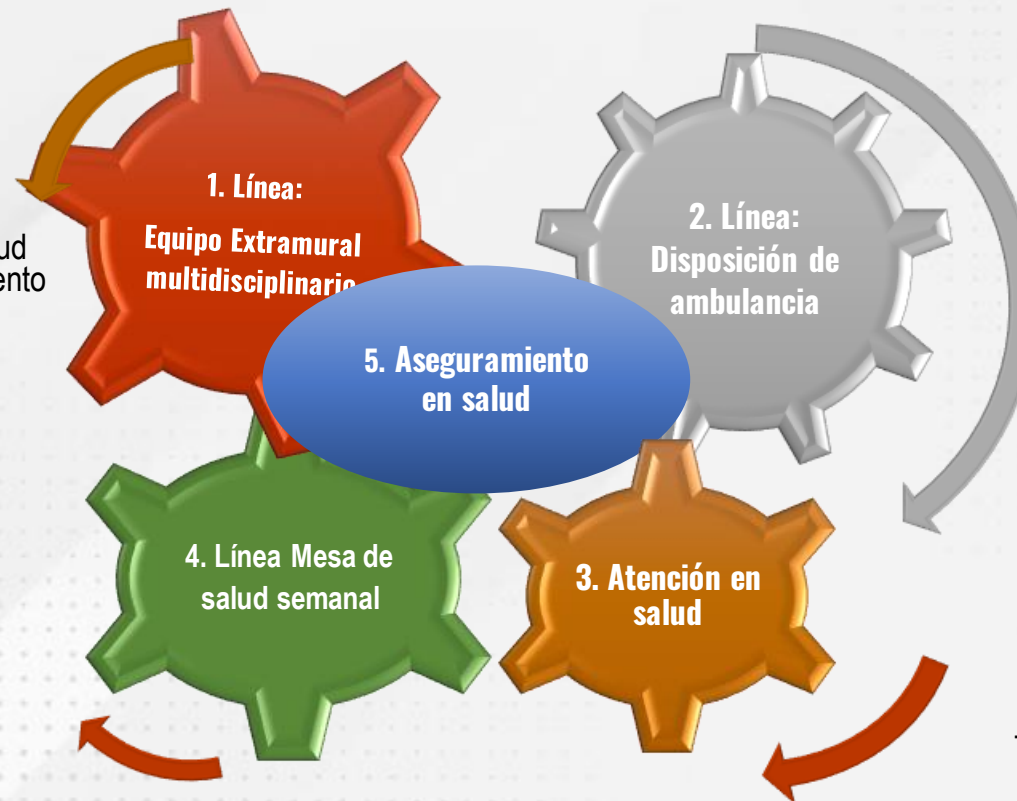 1. Línea:
Equipo Extramural
multidisciplinario
2. Línea:
Disposición de
ambulancia
5. Aseguramiento
en salud
4. Línea Mesa de
salud semanal
3. Atención en
salud